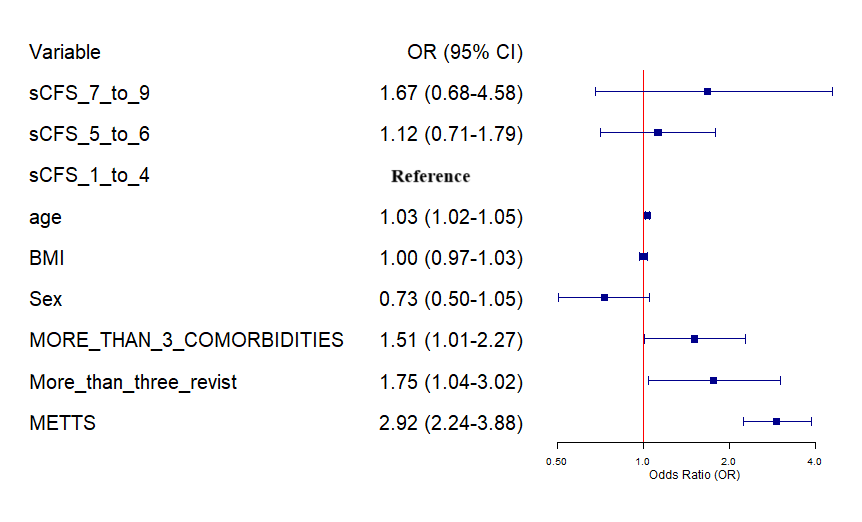 Variable OR (95% CI)
sCFS_7_to_9 1.67 (0.68-4.58)
sCFS_5_to_6 1.12 (0.71-1.79)
sCFS_1_to_4 Reference
age 1.03 (1.02-1.05)
BMI 1.00 (0.97-1.03)
Sex 0.73 (0.50-1.05)
MORE_THAN_3_COMORBIDITIES 1.51 (1.01-2.27)
More_than_three_revist 1.75 (1.04-3.02)
METTS 2.92 (2.24-3.88)
0.50 1.0 2.0 4.0
Odds Ratio (OR)